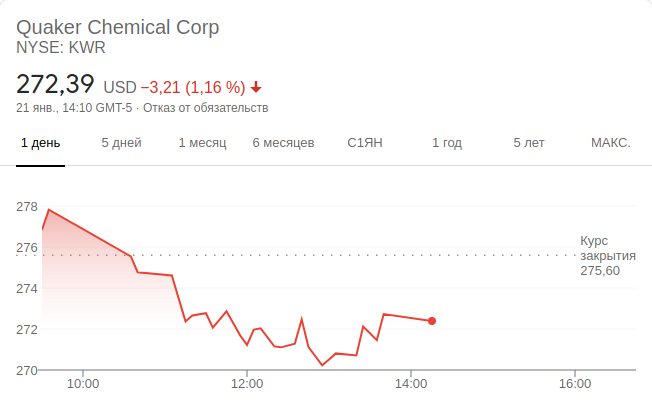 Quaker Chemical Corp
NYSE: KWR
272,39 USD −3,21 (1,16 %) ↓
21 янв., 14:10 GMT-5 · Отказ от обязательств
1 день 5 дней 1 месяц 6 месяцев С1ЯН 1 год 5 лет МАКС.
278
276
274
272
270
Курс
закрытия
275,60
10:00 12:00 14:00 16:00